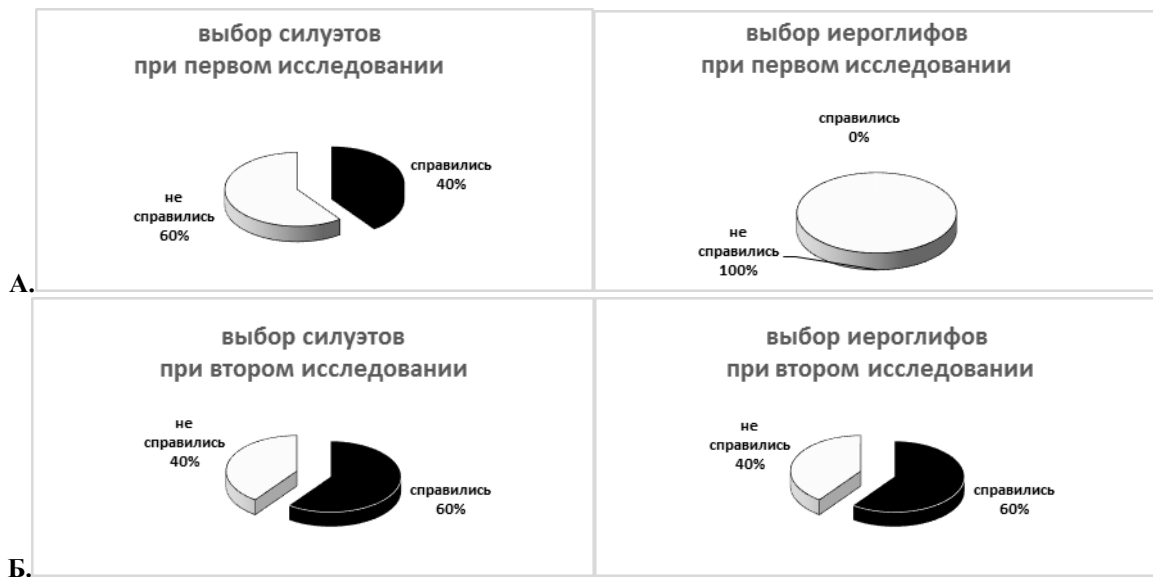 выбор силуэтов
при первом исследовании
справились
40%
не
справились
60%
выбор иероглифов
при первом исследовании
справились
0%
не
справились
100%
А.
выбор силуэтов
при втором исследовании
не
справились
40%
справились
60%
выбор иероглифов
при втором исследовании
не
справились
40%
справились
60%
Б.